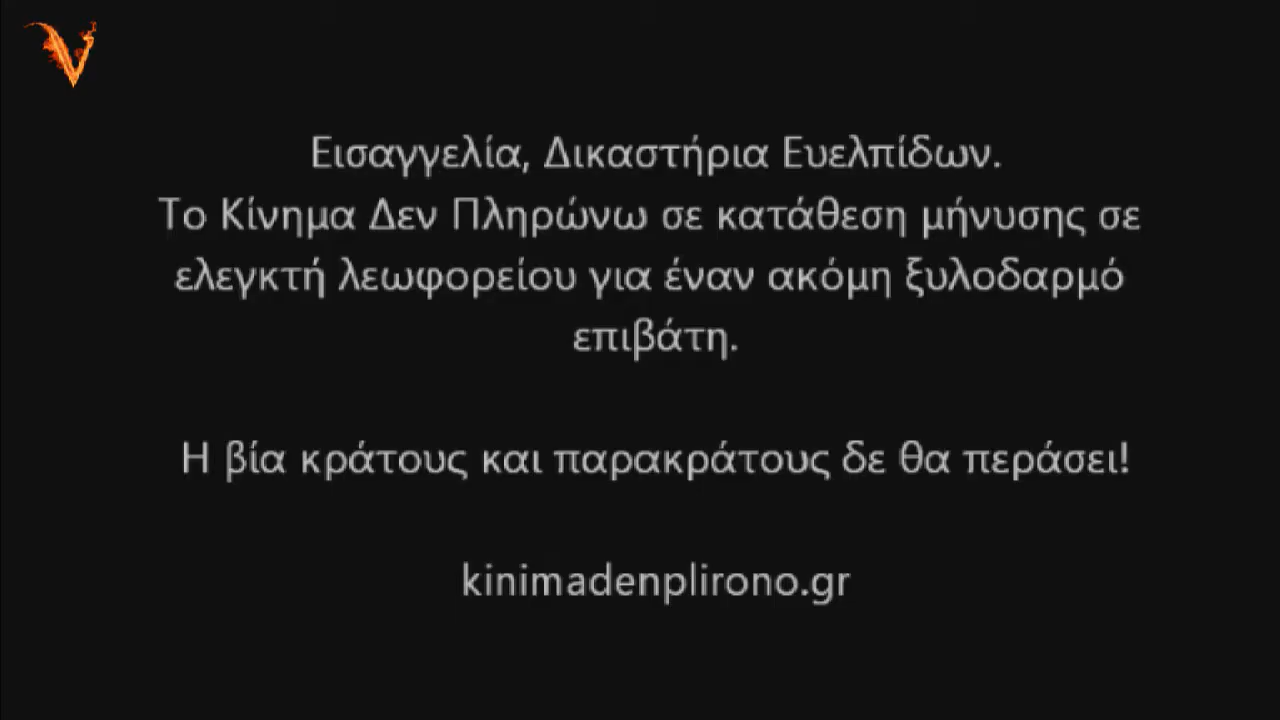 V
Εισαγγελία, Δικαστήρια Ευελπίδων.
Το Κίνημα Δεν Πληρώνω σε κατάθεση μήνυσης σε
ελεγκτή λεωφορείου για έναν ακόμη ξυλοδαρμό
επιβάτη.
Η βία κράτους και παρακράτους δε θα περάσει!
kinimadenplirono.gr